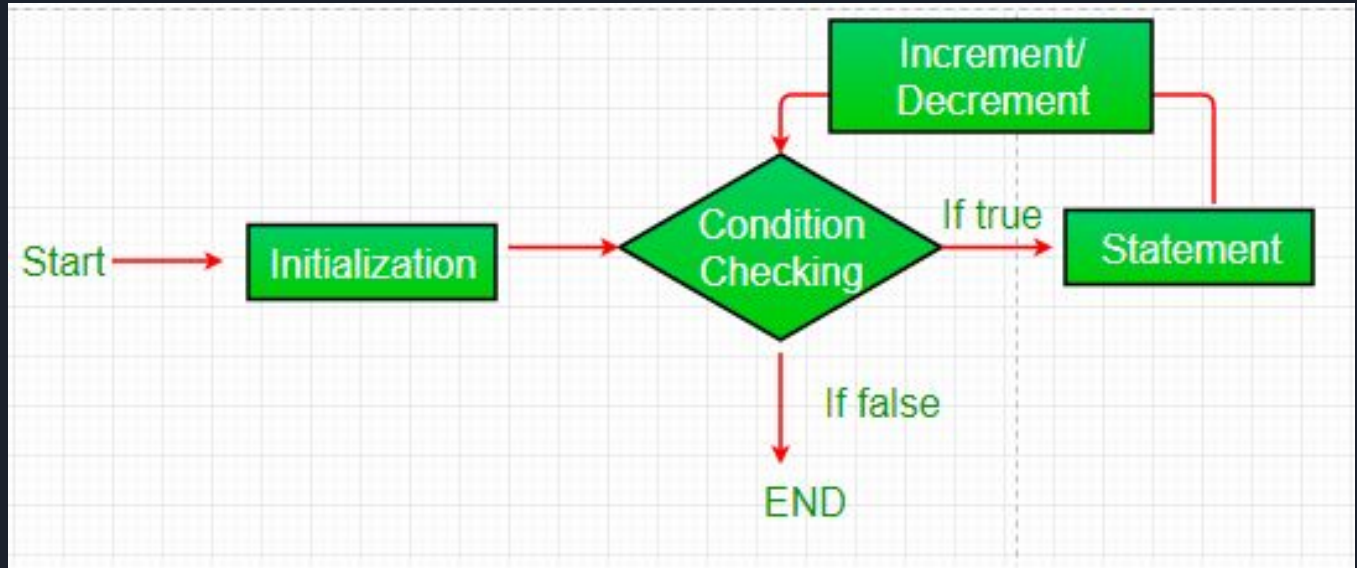 Increment/
Decrement
Start
Initialization
Condition
Checking
If true
Statement
If false
END